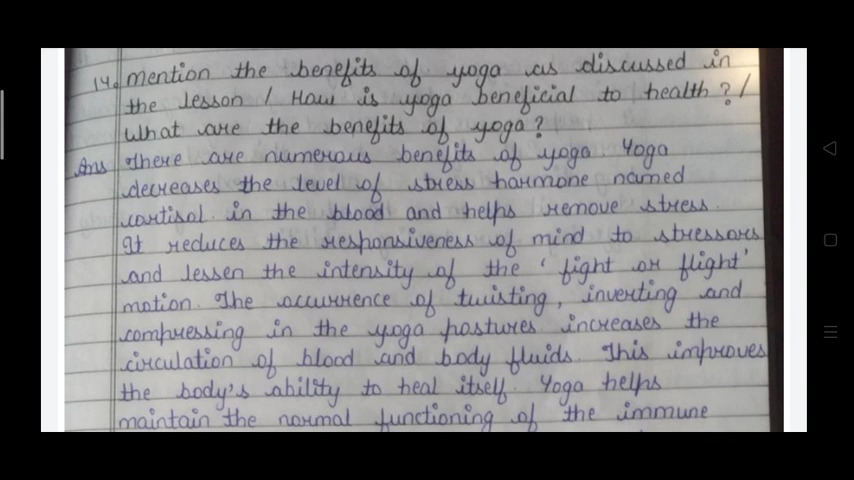 14. Mention the benefits of yoga as discussed in
the lesson / How is yoga beneficial to health? /
What are the benefits of yoga?
Ans There are numerous benefits of yoga. Yoga
decreases the level of stress harmone named
cortisol in the blood and helps remove stress.
It reduces the responsiveness of mind to stressors
and lessen the intensity of the 'fight or flight'
motion. The occurrence of twisting, inverting and
compressing in the yoga postures increases the
circulation of blood and body fluids. This improves
the body's ability to heal itself. Yoga helps
maintain the normal functioning of the immune